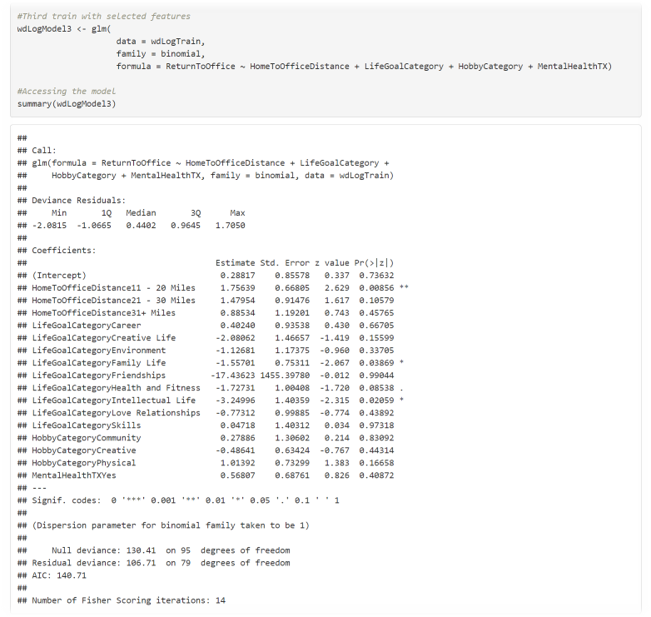 #Third train with selected features
wdLogModel3 <- glm(
data = wdLogTrain,
family = binomial,
formula = ReturnToOffice ~ HomeToOfficeDistance + LifeGoalCategory + HobbyCategory + MentalHealthTX)
#Accessing the model
summary(wdLogModel3)
##
## Call:
## glm(formula = ReturnToOffice ~ HomeToOfficeDistance + LifeGoalCategory +
## HobbyCategory + MentalHealthTX, family = binomial, data = wdLogTrain)
##
## Deviance Residuals:
## Min 1Q Median 3Q Max
## -2.0815 -1.0665 0.4402 0.9645 1.7050
##
## Coefficients:
## Estimate Std. Error z value Pr(>|z|)
## (Intercept) 0.28817 0.85578 0.337 0.73632
## HomeToOfficeDistance11 - 20 Miles 1.75639 0.66805 2.629 0.00856 **
## HomeToOfficeDistance21 - 30 Miles 1.47954 0.91476 1.617 0.10579
## HomeToOfficeDistance31+ Miles 0.88534 1.19201 0.743 0.45765
## LifeGoalCategoryCareer 0.40240 0.93538 0.430 0.66705
## LifeGoalCategoryCreative Life -2.08062 1.46657 -1.419 0.15599
## LifeGoalCategoryEnvironment -1.12681 1.17375 -0.960 0.33705
## LifeGoalCategoryFamily Life -1.55701 0.75311 -2.067 0.03869 *
## LifeGoalCategoryFriendships -17.43623 1455.39780 -0.012 0.99044
## LifeGoalCategoryHealth and Fitness -1.72731 1.00408 -1.720 0.08538 .
## LifeGoalCategoryIntellectual Life -3.24996 1.40359 -2.315 0.02059 *
## LifeGoalCategoryLove Relationships -0.77312 0.99885 -0.774 0.43892
## LifeGoalCategorySkills 0.04718 1.40312 0.034 0.97318
## HobbyCategoryCommunity 0.27886 1.30602 0.214 0.83092
## HobbyCategoryCreative -0.48641 0.63424 -0.767 0.44314
## HobbyCategoryPhysical 1.01392 0.73299 1.383 0.16658
## MentalHealthTXYes 0.56807 0.68761 0.826 0.40872
## ---
## Signif. codes: 0 '***' 0.001 '**' 0.01 '*' 0.05 '.' 0.1 ' ' 1
##
## (Dispersion parameter for binomial family taken to be 1)
##
## Null deviance: 130.41 on 95 degrees of freedom
## Residual deviance: 106.71 on 79 degrees of freedom
## AIC: 140.71
##
## Number of Fisher Scoring iterations: 14